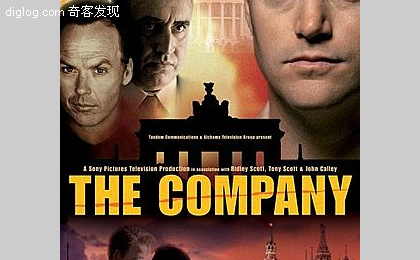 diglog.com 奇客发现
Tandem Communications & Alchemy Television Group present
A Sony Pictures Television Production in association with Ridley Scott, Tony Scott & John Calley
THE COMPANY